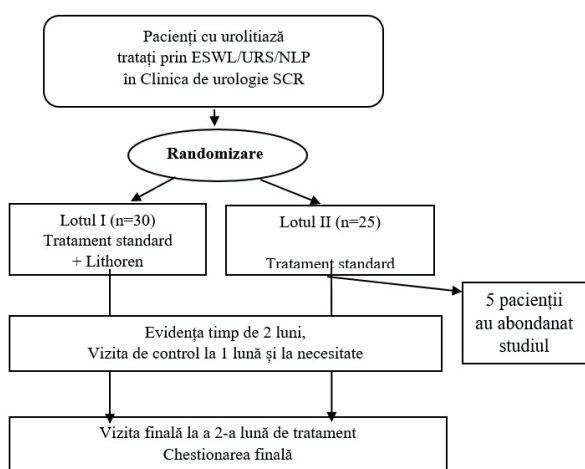 Pacienți cu urolitiază
tratați prin ESWL/URS/NLP
în Clinica de urologie SCR
Randomizare
Lotul I (n=30)
Tratament standard
+ Lithoren
Lotul II (n=25)
Tratament standard
5 pacienții
au abondanat
studiul
Evidența timp de 2 luni,
Vizita de control la 1 lună și la necesitate
Vizita finală la a 2-a lună de tratament
Chestionarea finală